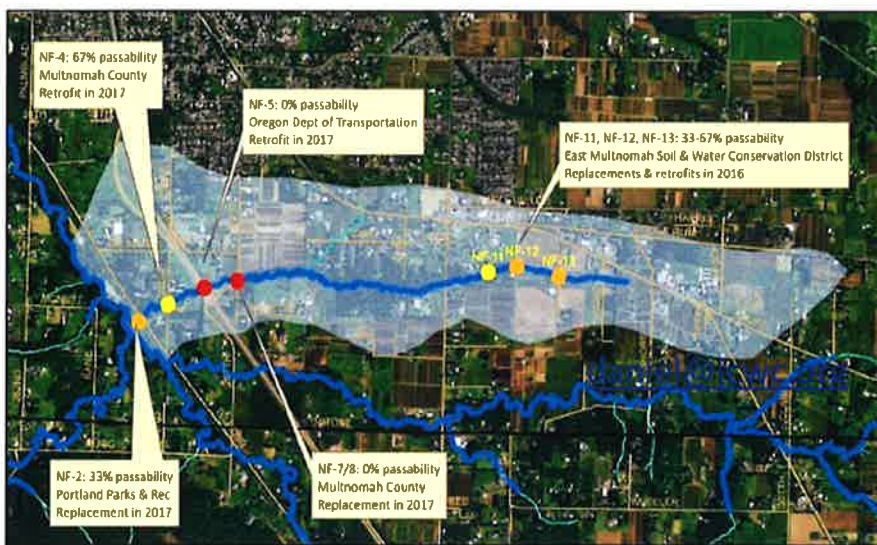 NF-4: 67% passability
Multnomah County
Retrofit in 2017
NF-5: 0% passability
Oregon Dept of Transportation
Retrofit in 2017
NF-11, NF-12, NF-13: 33-67% passability
East Multnomah Soil & Water Conservation District
Replacements & retrofits in 2016
NF-11
NF-12
NF-13
NF-2: 33% passability
Portland Parks & Rec
Replacement in 2017
NF-7/8: 0% passability
Multnomah County
Replacement in 2017